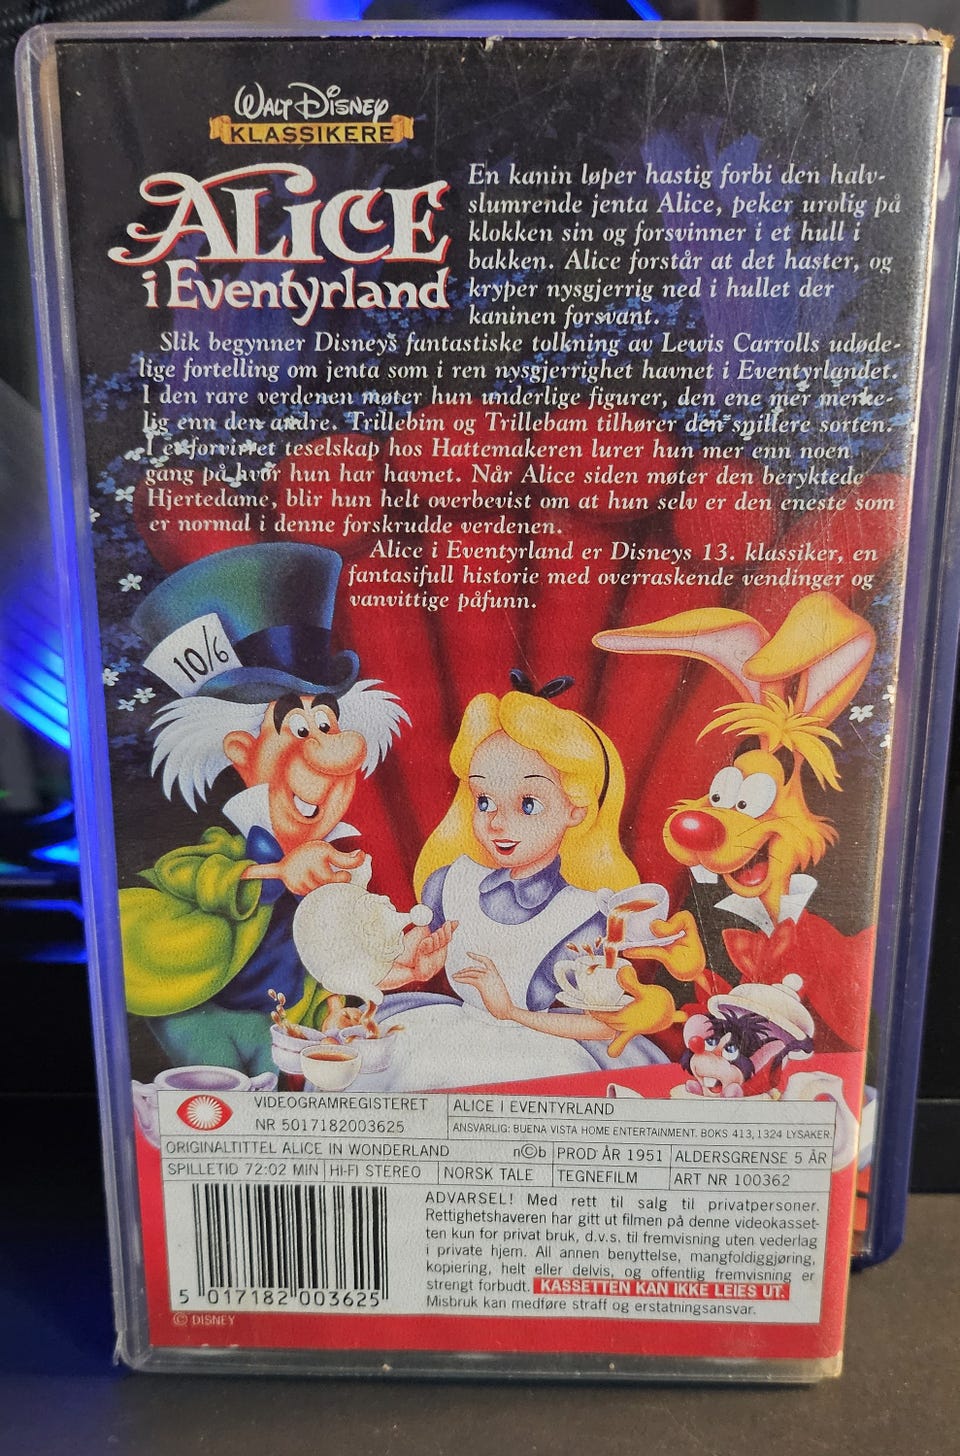 WALT DISNEY
KLASSIKERE
ALICE
i Eventyrland
En kanin løper hastig forbi den halv-
slumrende jenta Alice, peker urolig på
klokken sin og forsvinner i et hull i
bakken. Alice forstår at det haster, og
kryper nysgjerrig ned i hullet der
kaninen forsvant.
Slik begynner Disneys fantastiske tolkning av Lewis Carrolls udøde-
lige fortelling om jenta som i ren nysgjerrighet havnet i Eventyrlandet.
I den rare verdenen møter hun underlige figurer, den ene mer merke-
lig enn den andre. Trillebim og Trillebam tilhører den snillere sorten.
I et forvirret teselskap hos Hattemakeren lurer hun mer enn noen
gang på hvor hun har havnet. Når Alice siden møter den beryktede
Hjertedame, blir hun helt overbevist om at hun selv er den eneste som
er normal i denne forskrudde verdenen.
Alice i Eventyrland er Disneys 13. klassiker, en
fantasifull historie med overraskende vendinger og
vanvittige påfunn.
10/6
VIDEOGRAMREGISTERET
NR 5017182003625
ALICE I EVENTYRLAND
ANSVARLIG: BUENA VISTA HOME ENTERTAINMENT. BOKS 413, 1324 LYSAKER.
ORIGINALTITTEL ALICE IN WONDERLAND
n©b
PROD ÅR 1951
ALDERSGRENSE 5 ÅR
SPILLETID 72:02 MIN
HI-FI STEREO
NORSK TALE
TEGNEFILM
ART NR 100362
ADVARSEL! Med rett til salg til privatpersoner.
Rettighetshaveren har gitt ut filmen på denne videokasset-
ten kun for privat bruk, d.v.s. til fremvisning uten vederlag
i private hjem. All annen benyttelse, mangfoldiggjøring,
kopiering, helt eller delvis, og offentlig fremvisning er
strengt forbudt. KASSETTEN KAN IKKE LEIES UT.
Misbruk kan medføre straff og erstatningsansvar.
5 017182 003625
© DISNEY